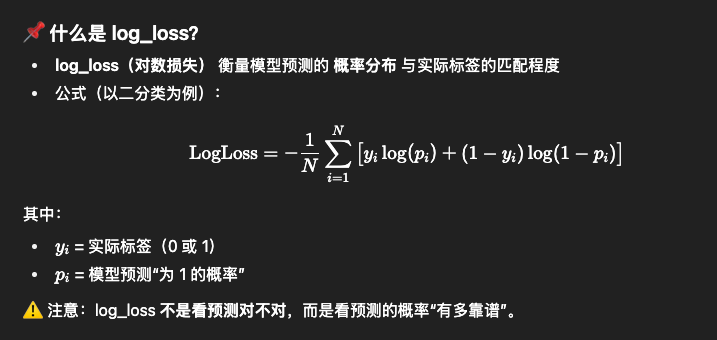 📌 什么是 log_loss?
• log_loss（对数损失） 衡量模型预测的 概率分布 与实际标签的匹配程度
• 公式（以二分类为例）：
LogLoss = −\frac{1}{N} \sum_{i=1}^{N} [y_i log(p_i) + (1 − y_i) log(1 − p_i)]
其中：
• y_i = 实际标签（0 或 1）
• p_i = 模型预测“为 1 的概率”
⚠️ 注意：log_loss 不是看预测对不对，而是看预测的概率“有多靠谱”。